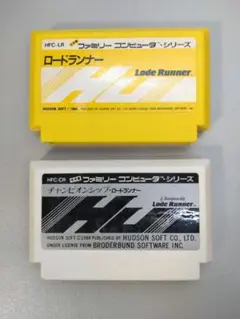 HFC-LR ファミリー コンピュータ・シリーズ
ロードランナー
Lode Runner
HFC-CR ファミリー コンピュータ・シリーズ
チャンピオンシップ・ロードランナー
Lode Runner
HUDSON SOFT © 1984 PUBLISHED BY HUDSON SOFT CO., LTD.
UNDER LICENSE FROM BRODERBUND SOFTWARE INC.